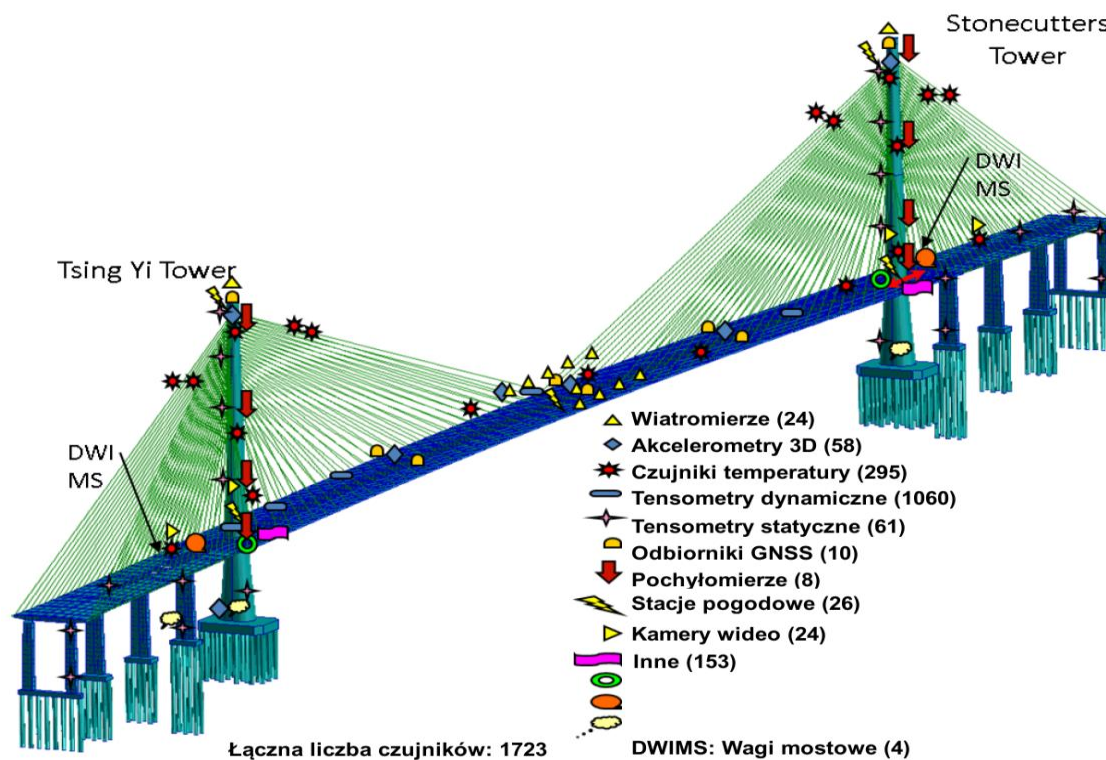 Stonecutters
Tower
DWI
MS
Tsing Yi Tower
DWI
MS
Wiatromierze (24)
Akcelerometry 3D (58)
Czujniki temperatury (295)
Tensometry dynamiczne (1060)
Tensometry statyczne (61)
Odbiorniki GNSS (10)
Pochyłomierze (8)
Stacje pogodowe (26)
Kamery wideo (24)
Inne (153)
Łączna liczba czujników: 1723
DWIMS: Wagi mostowe (4)